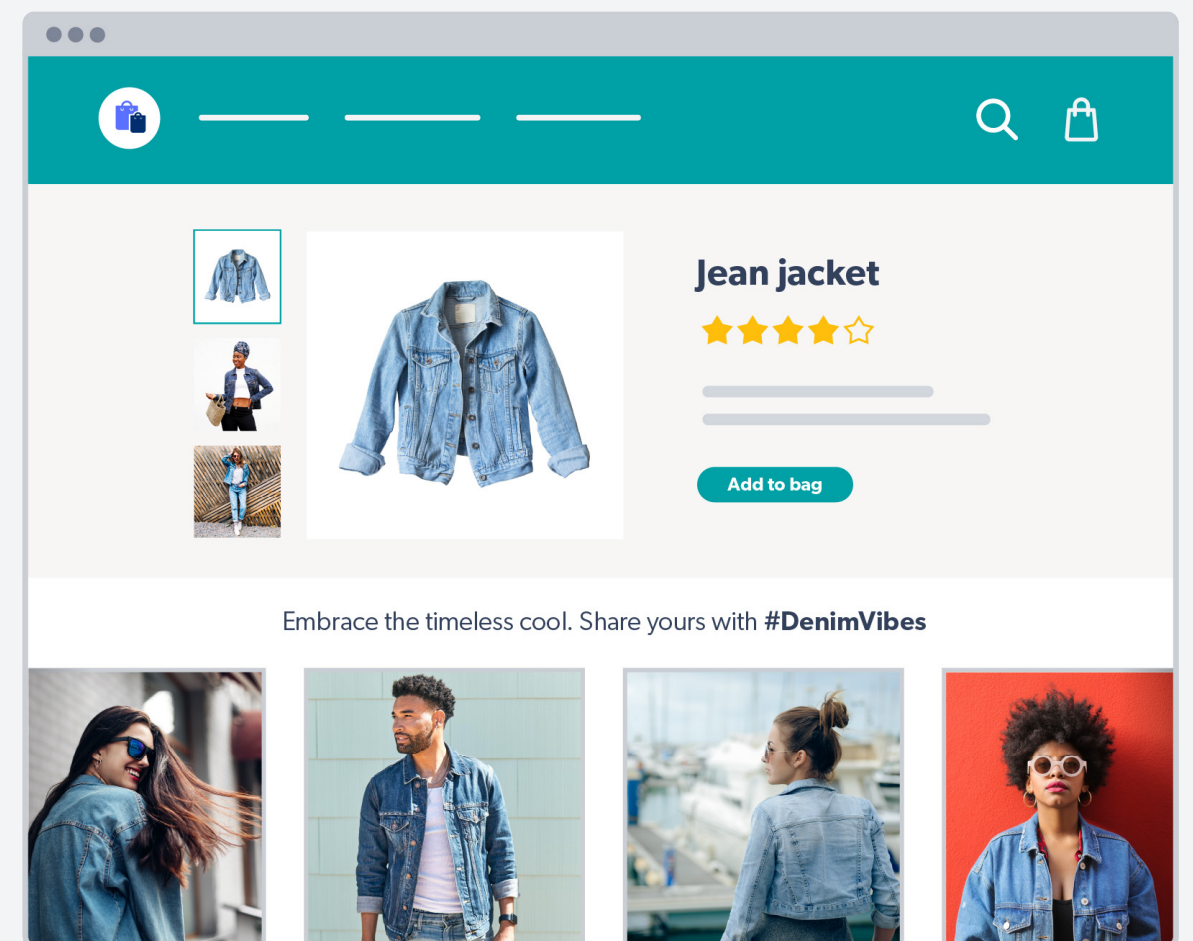 Jean jacket
Add to bag
Embrace the timeless cool. Share yours with #DenimVibes